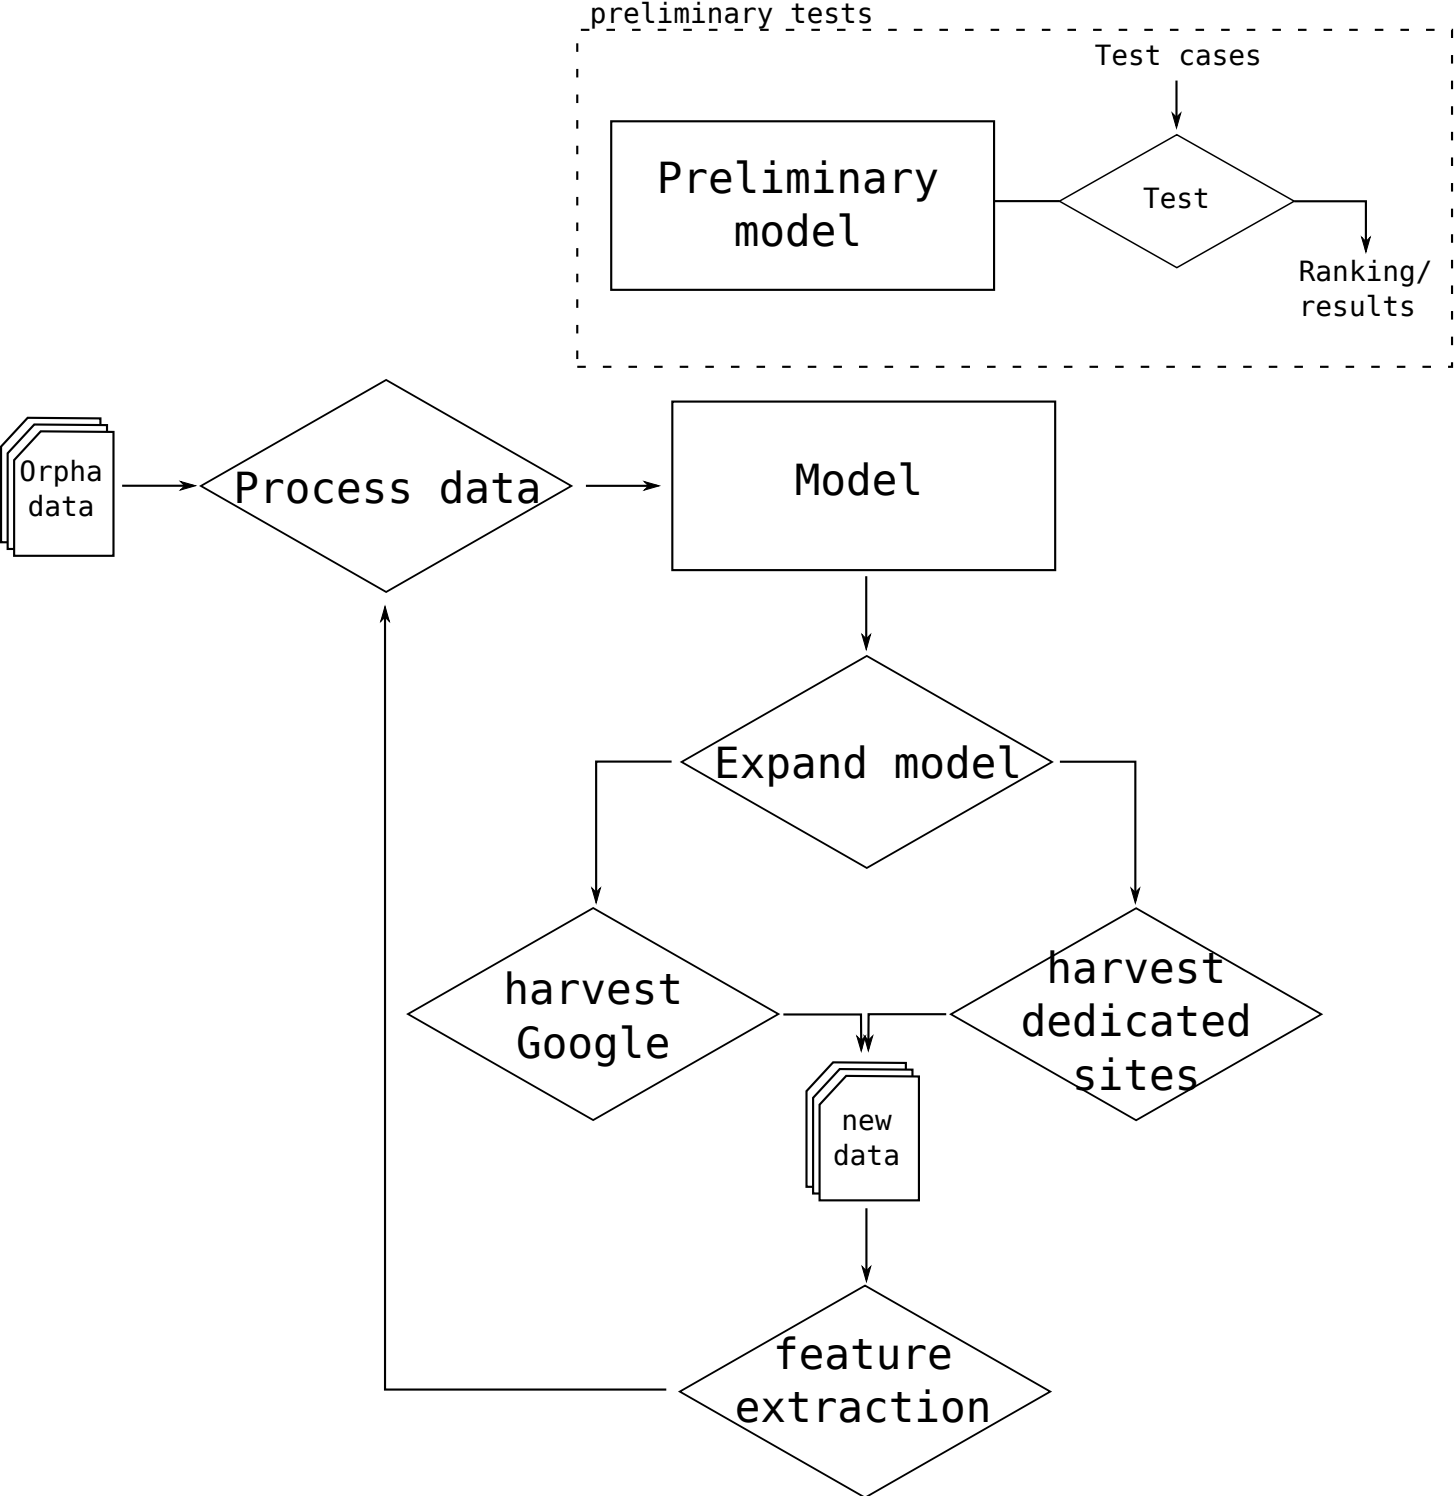 preliminary tests
Test cases
Preliminary
model
Test
Ranking/
results
Orpha
data
Process data
Model
Expand model
harvest
Google
harvest
dedicated
sites
new
data
feature
extraction